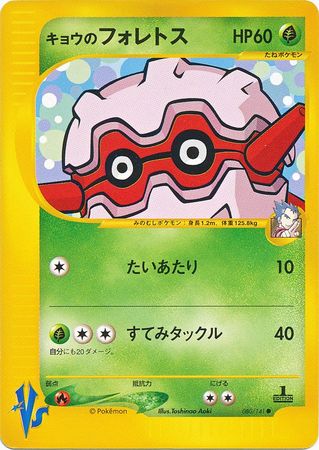 キョウのフォレトス HP60
たねポケモン
みのむしポケモン：身長1.2m、体重125.8kg
たいあたり 10
すてみタックル 40
自分にも20ダメージ。
弱点 抵抗力 にげる
© Pokémon Illus. Toshinao Aoki 080/141 ●
1
EDITION
VS